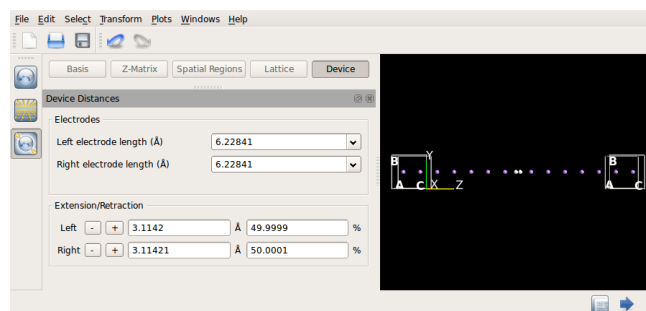 File Edit Select Transform Plots Windows Help
Basis Z-Matrix Spatial Regions Lattice Device
Device Distances
Electrodes
Left electrode length (Å) 6.22841
Right electrode length (Å) 6.22841
Extension/Retraction
Left - + 3.1142 Å 49.9999 %
Right - + 3.11421 Å 50.0001 %
B Y B
A C X Z A C